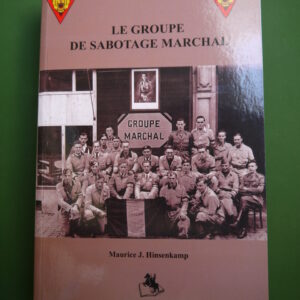 LE GROUPE
DE SABOTAGE MARCHAL
GROUPE
MARCHAL
Maurice J. Hinsenkamp